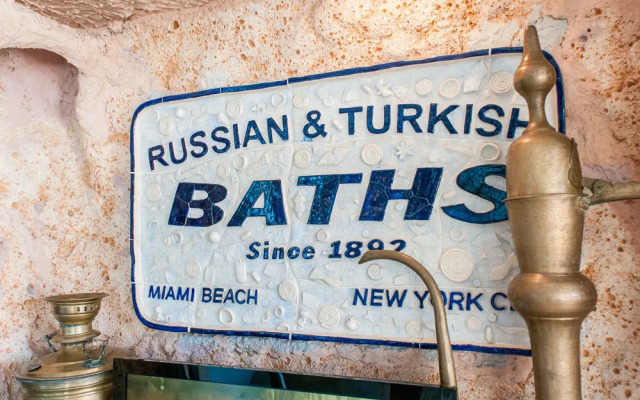 RUSSIAN & TURKISH
BATHS
Since 1892
MIAMI BEACH
NEW YORK